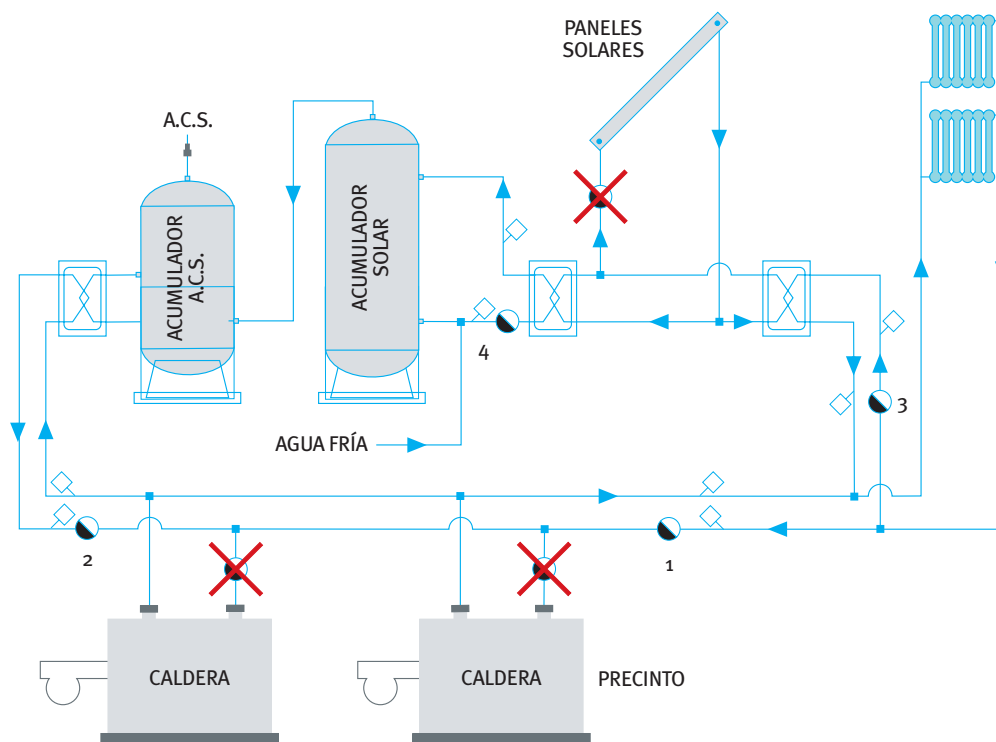 PANELES
SOLARES
A.C.S.
ACUMULADOR
A.C.S.
ACUMULADOR
SOLAR
4
3
AGUA FRÍA
2
1
CALDERA
CALDERA
PRECINTO